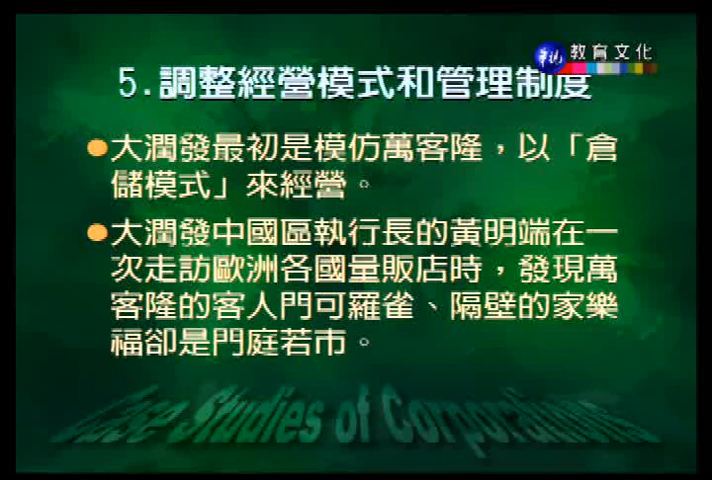 華視 教育文化
5.調整經營模式和管理制度
大潤發最初是模仿萬客隆，以「倉
儲模式」來經營。
大潤發中國區執行長的黃明端在一
次走訪歐洲各國量販店時，發現萬
客隆的客人門可羅雀、隔壁的家樂
福卻是門庭若市。
Case Studies of Corporations